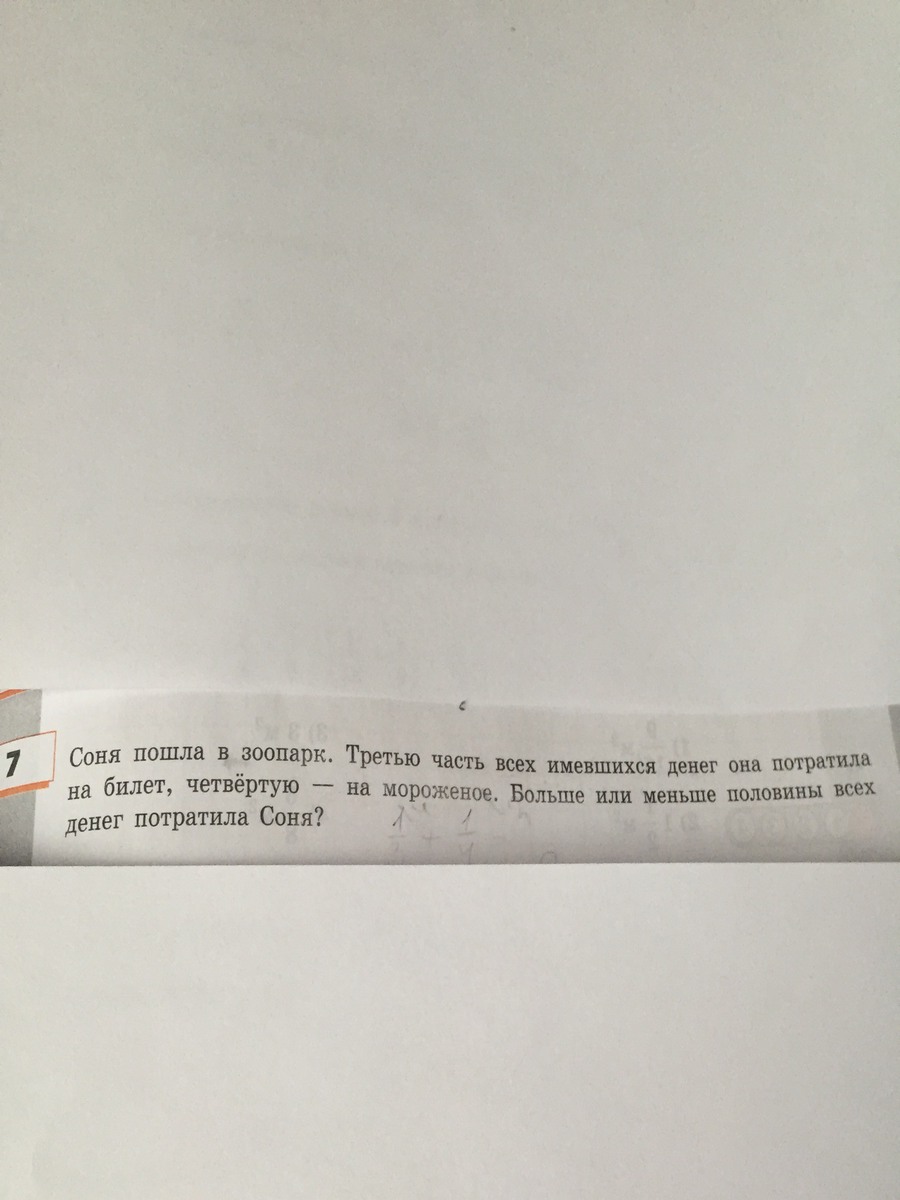 7
Соня пошла в зоопарк. Третью часть всех имевшихся денег она потратила
на билет, четвёртую — на мороженое. Больше или меньше половины всех
денег потратила Соня?